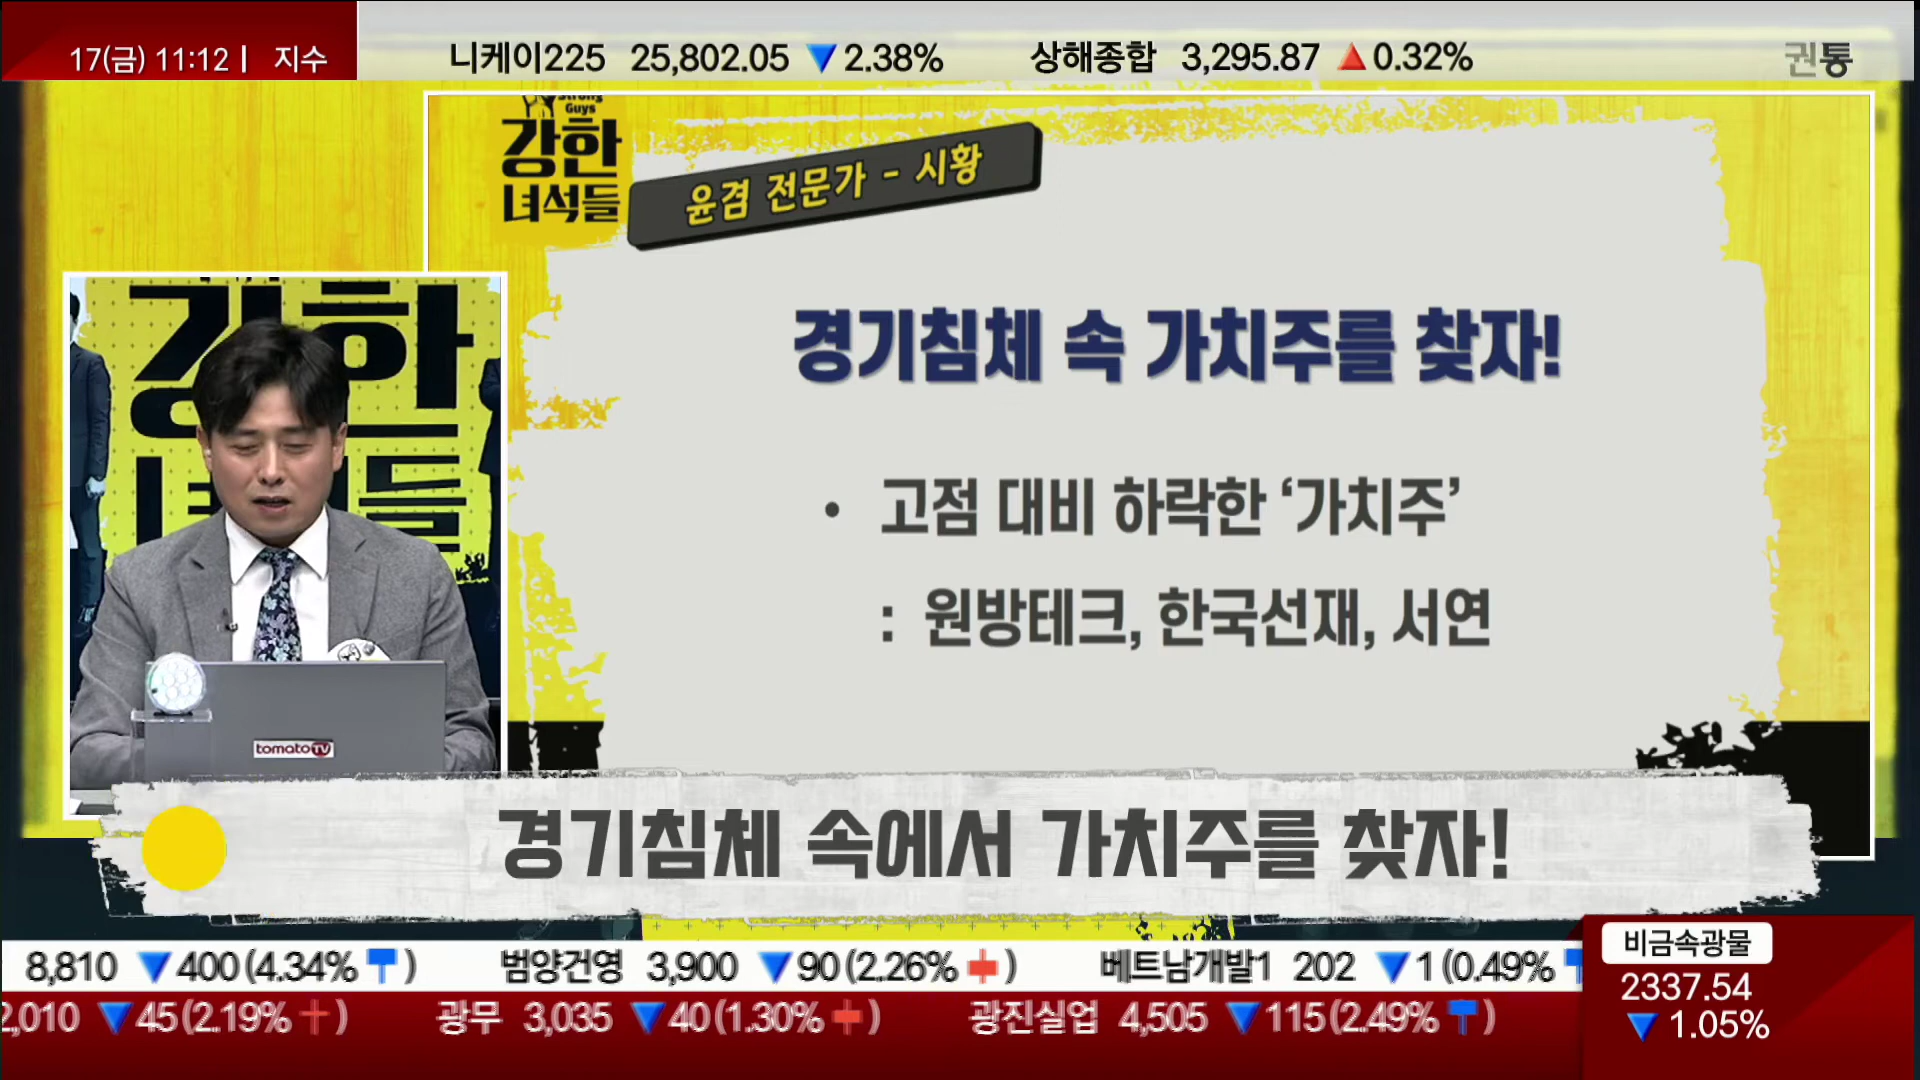 17(금) 11:12 | 지수
니케이225 25,802.05 ▼2.38% 상해종합 3,295.87 ▲0.32%
권통
Strong
Guys
강한
녀석들
윤겸 전문가 - 시황
경기침체 속 가치주를 찾자!
• 고점 대비 하락한 ‘가치주’
: 원방테크, 한국선재, 서연
강한
tomatoTV
경기침체 속에서 가치주를 찾자!
8,810 ▼400(4.34% ) 범양건영 3,900 ▼90(2.26% ) 베트남개발1 202 ▼1(0.49%
2,010 ▼45(2.19% ) 광무 3,035 ▼40(1.30% ) 광진실업 4,505 ▼115(2.49% )
비금속광물
2337.54
▼1.05%